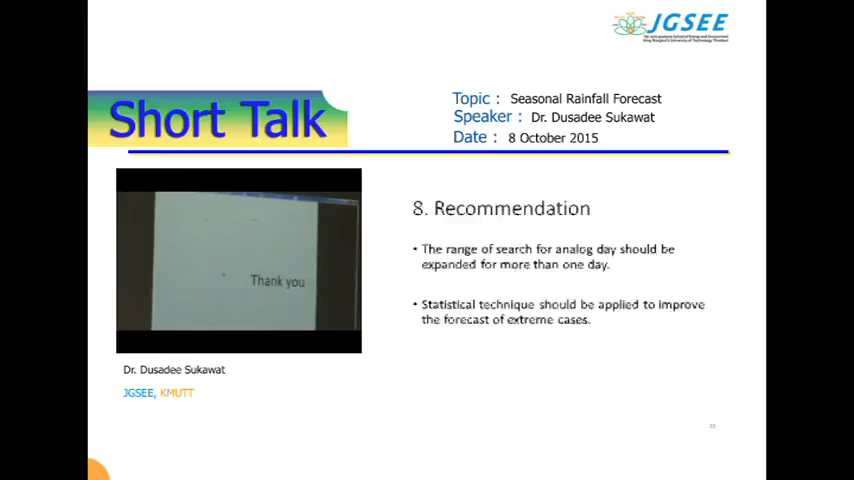 JGSEE
Short Talk
Topic : Seasonal Rainfall Forecast
Speaker : Dr. Dusadee Sukawat
Date : 8 October 2015
Thank you
8. Recommendation
• The range of search for analog day should be
expanded for more than one day.
• Statistical technique should be applied to improve
the forecast of extreme cases.
Dr. Dusadee Sukawat
JGSEE, KMUTT